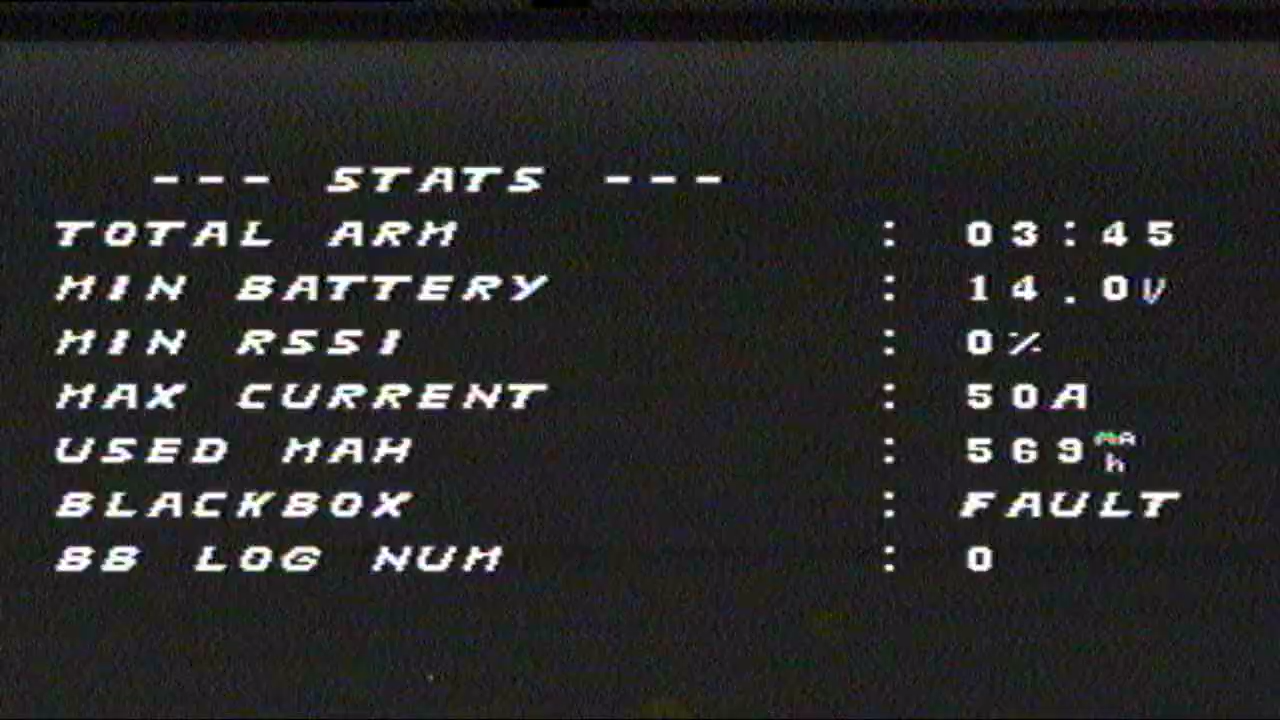 --- STATS ---
TOTAL ARM : 03:45
MIN BATTERY : 14.0V
MIN RSSI : 0%
MAX CURRENT : 50A
USED MAH : 569mAh
BLACKBOX : FAULT
BB LOG NUM : 0